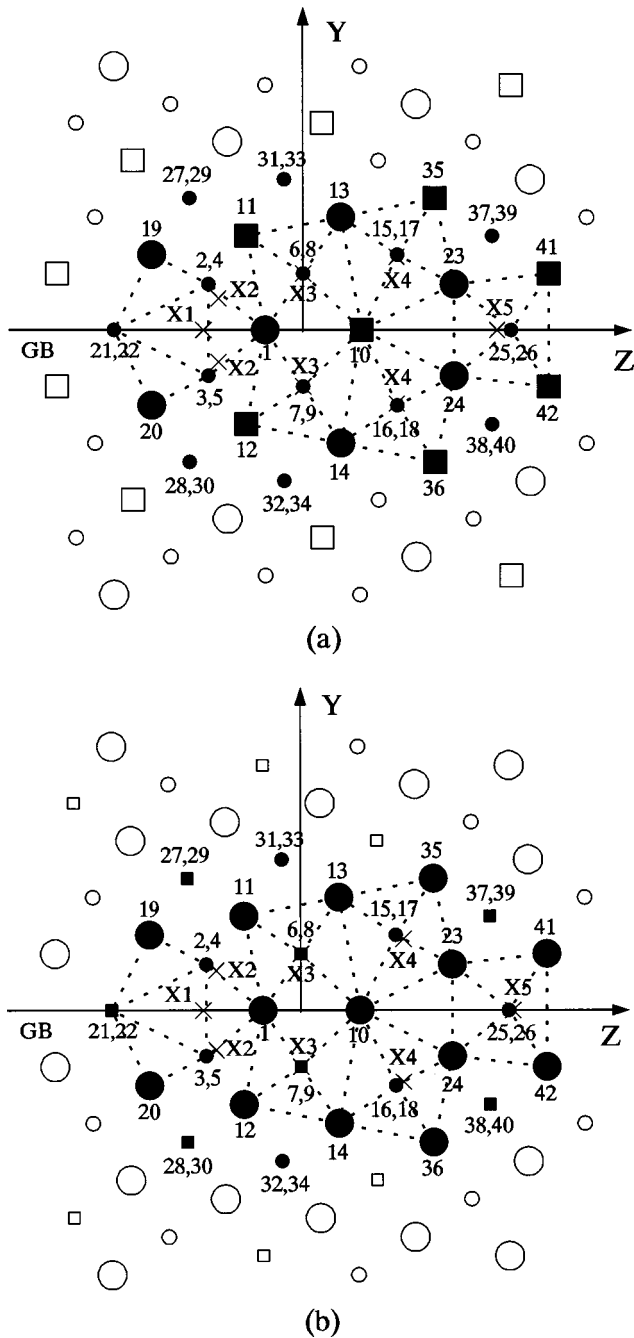 Y
31,33
27,29
35
13
11
15,17
37,39
19
23
41
6,8
2,4
X4
X2
X3
X1
X5
GB
21,22
1
10
25,26
Z
X2
X3
X4
3,5
7,9
24
42
20
16,18
38,40
12
14
28,30
32,34
36
(a)
Y
31,33
35
27,29
13
11
37,39
19
15,17
41
6,8
23
2,4
X4
X2
X3
X1
X5
GB
21,22
1
10
25,26
Z
X2
X3
X4
3,5
7,9
24
42
20
16,18
38,40
12
14
28,30
36
32,34
(b)